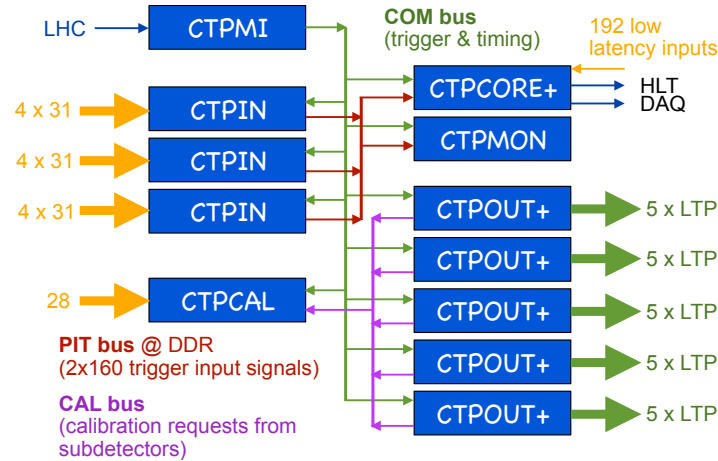 LHC
CTPMI
COM bus
(trigger & timing)
192 low
latency inputs
CTPCORE+
HLT
DAQ
4 x 31
CTPIN
CTPMON
4 x 31
CTPIN
4 x 31
CTPIN
CTPOUT+
5 x LTP
CTPOUT+
5 x LTP
28
CTPCAL
CTPOUT+
5 x LTP
PIT bus @ DDR
(2x160 trigger input signals)
CTPOUT+
5 x LTP
CAL bus
(calibration requests from
subdetectors)
CTPOUT+
5 x LTP